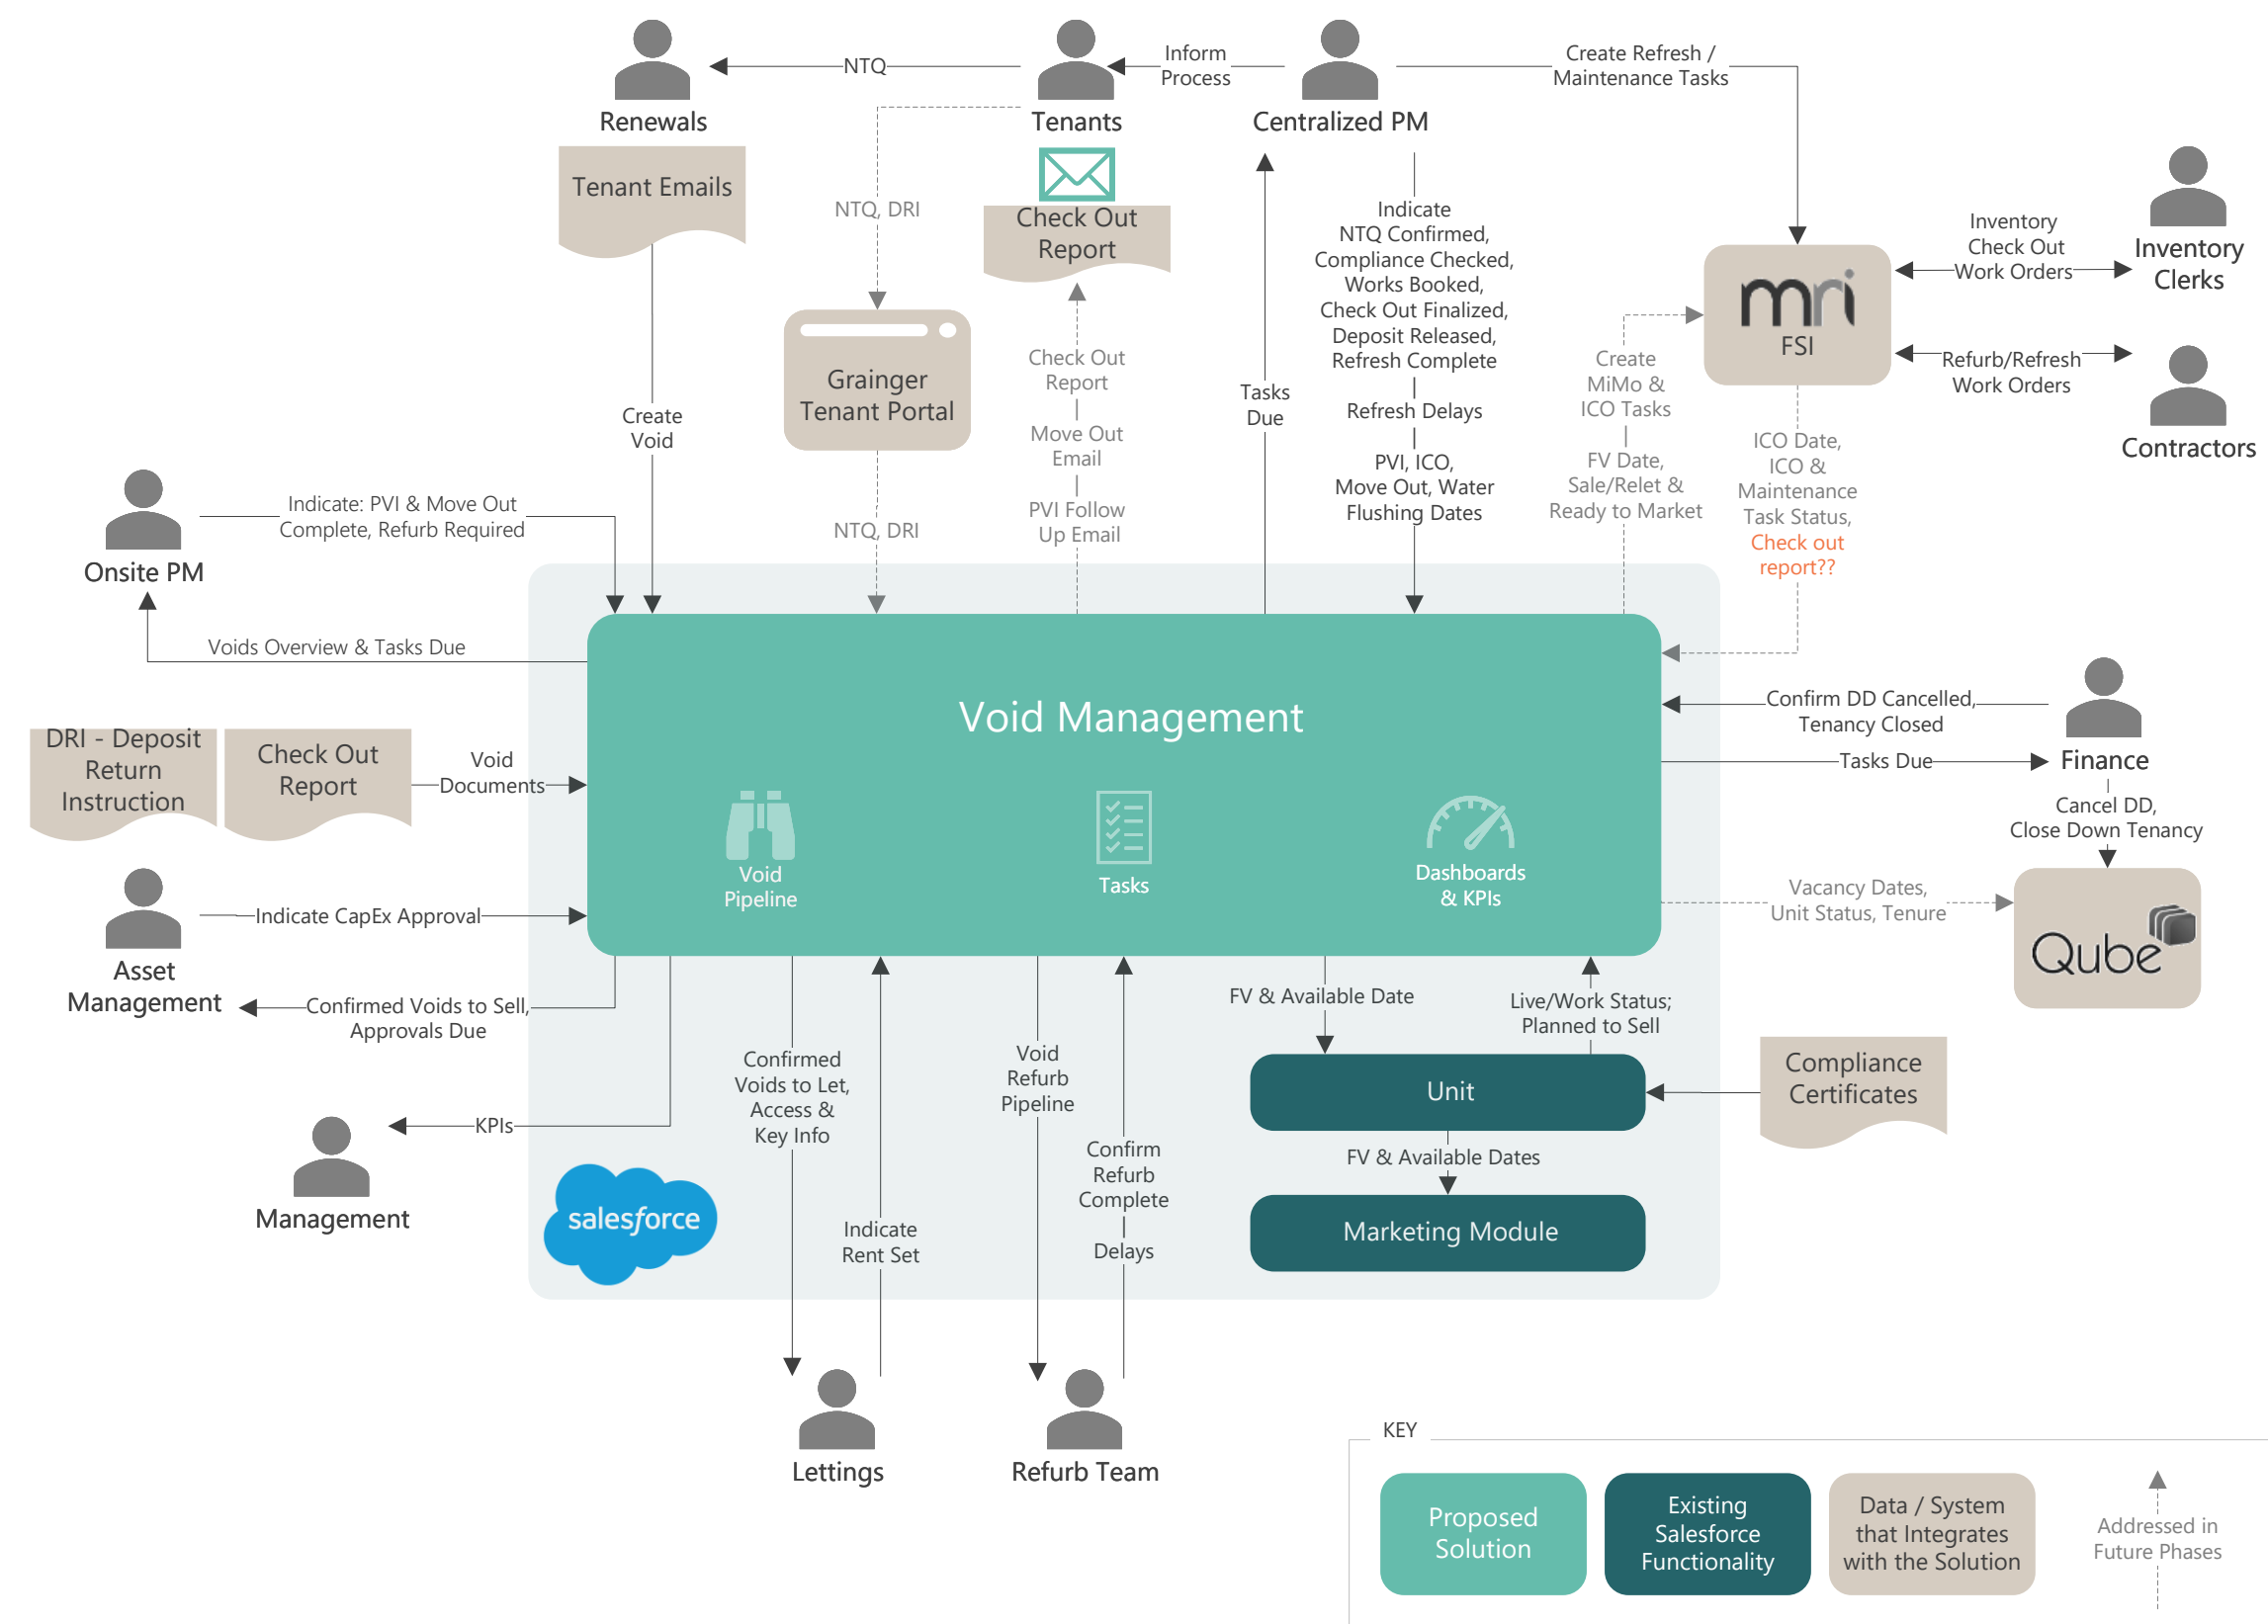 NTQ
Inform
Process
Create Refresh /
Maintenance Tasks
Renewals
Tenants
Centralized PM
Tenant Emails
NTQ, DRI
Check Out
Report
Indicate
NTQ Confirmed,
Compliance Checked,
Works Booked,
Check Out Finalized,
Deposit Released,
Refresh Complete
Refresh Delays
PVI, ICO,
Move Out, Water
Flushing Dates
Inventory
Check Out
Work Orders
Inventory
Clerks
mri
FSI
Refurb/Refresh
Work Orders
Contractors
Grainger
Tenant Portal
Check Out
Report
Move Out
Email
PVI Follow
Up Email
Create
Void
Tasks
Due
Create
MiMo &
ICO Tasks
FV Date,
Sale/Relet &
Ready to Market
ICO Date,
ICO &
Maintenance
Task Status,
Check out
report??
NTQ, DRI
Indicate: PVI & Move Out
Complete, Refurb Required
Onsite PM
Voids Overview & Tasks Due
Void Management
Confirm DD Cancelled,
Tenancy Closed
Tasks Due
Finance
Cancel DD,
Close Down Tenancy
DRI - Deposit
Return
Instruction
Check Out
Report
Void
Documents
Void
Pipeline
Tasks
Dashboards
& KPIs
Vacancy Dates,
Unit Status, Tenure
Qube
Indicate CapEx Approval
Asset
Management
Confirmed Voids to Sell,
Approvals Due
FV & Available Date
Live/Work Status;
Planned to Sell
Confirmed
Voids to Let,
Access &
Key Info
Void
Refurb
Pipeline
Unit
Compliance
Certificates
KPIs
Management
Confirm
Refurb
Complete
Delays
FV & Available Dates
Marketing Module
salesforce
Indicate
Rent Set
Lettings
Refurb Team
KEY
Proposed
Solution
Existing
Salesforce
Functionality
Data / System
that Integrates
with the Solution
Addressed in
Future Phases